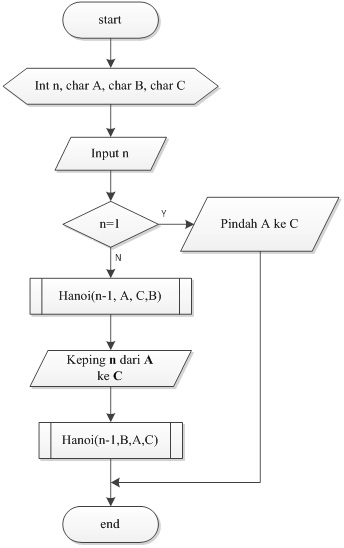 start
Int n, char A, char B, char C
Input n
n=1
Y
Pindah A ke C
N
Hanoi(n-1, A, C,B)
Keping n dari A
ke C
Hanoi(n-1,B,A,C)
end